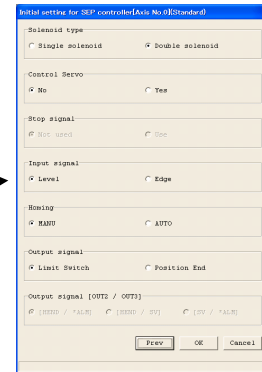 Initial setting for SEP controller[Axis No.0](Standard)
Solenoid type
Single solenoid Double solenoid
Control Servo
No Yes
Stop signal
Not used Use
Input signal
Level Edge
Homing
MANU AUTO
Output signal
Limit Switch Position End
Output signal [OUT2 / OUT3]
[HEND / *ALM] [HEND / SV] [SV / *ALM]
Prev OK Cancel